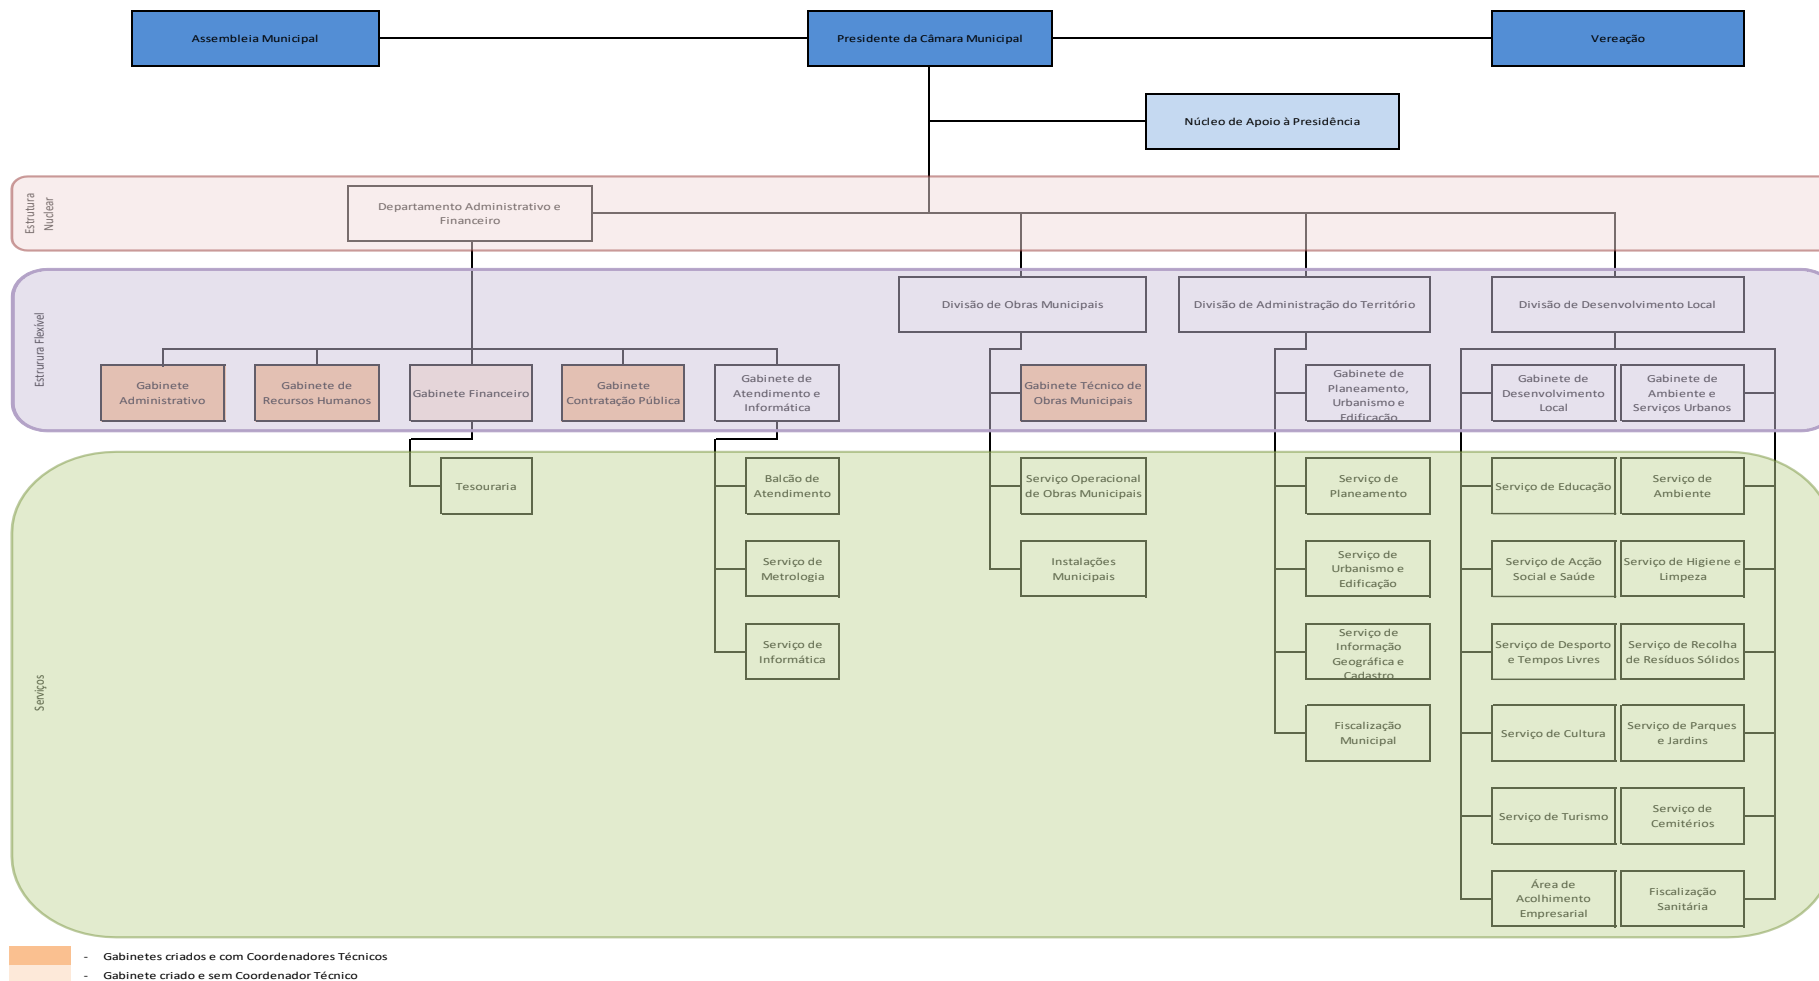 Assembleia Municipal
Presidente da Câmara Municipal
Vereação
Núcleo de Apoio à Presidência
Estrutura
Nuclear
Departamento Administrativo e
Financeiro
Estrurura Flexível
Divisão de Obras Municipais
Divisão de Administração do Território
Divisão de Desenvolvimento Local
Gabinete
Administrativo
Gabinete de
Recursos Humanos
Gabinete Financeiro
Gabinete
Contratação Pública
Gabinete de
Atendimento e
Informática
Gabinete Técnico de
Obras Municipais
Gabinete de
Planeamento,
Urbanismo e
Edificação
Gabinete de
Desenvolvimento
Local
Gabinete de
Ambiente e
Serviços Urbanos
Serviços
Tesouraria
Balcão de
Atendimento
Serviço Operacional
de Obras Municipais
Serviço de
Planeamento
Serviço de Educação
Serviço de
Ambiente
Serviço de
Metrologia
Instalações
Municipais
Serviço de
Urbanismo e
Edificação
Serviço de Acção
Social e Saúde
Serviço de Higiene e
Limpeza
Serviço de
Informática
Serviço de
Informação
Geográfica e
Cadastro
Serviço de Desporto
e Tempos Livres
Serviço de Recolha
de Resíduos Sólidos
Fiscalização
Municipal
Serviço de Cultura
Serviço de Parques
e Jardins
Serviço de Turismo
Serviço de
Cemitérios
Área de
Acolhimento
Empresarial
Fiscalização
Sanitária
- Gabinetes criados e com Coordenadores Técnicos
- Gabinete criado e sem Coordenador Técnico